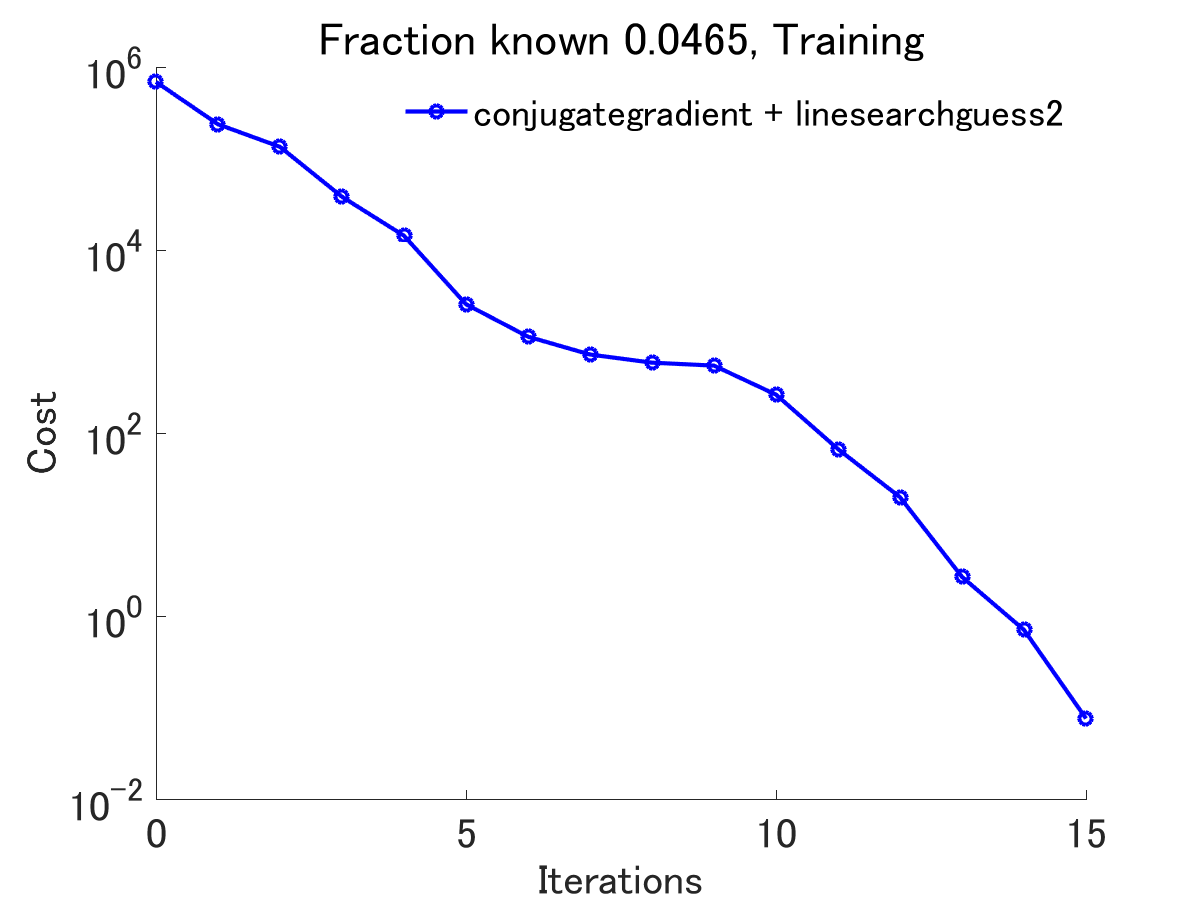 Fraction known 0.0465, Training
conjugategradient + linesearchguess2
10^6
10^4
10^2
10^0
10^-2
Cost
0 5 10 15
Iterations